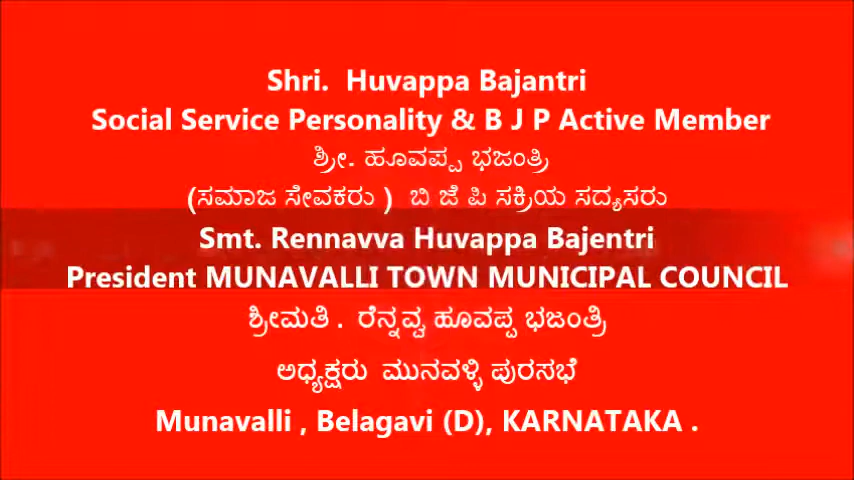 Shri. Huvappa Bajantri
Social Service Personality & B J P Active Member
ಶ್ರೀ. ಹೂವಪ್ಪ ಭಜಂತ್ರಿ
(ಸಮಾಜ ಸೇವಕರು ) ಬಿ ಜೆ ಪಿ ಸಕ್ರಿಯ ಸದ್ಯಸರು
Smt. Rennavva Huvappa Bajentri
President MUNAVALLI TOWN MUNICIPAL COUNCIL
ಶ್ರೀಮತಿ . ರೆನ್ನವ್ವ ಹೂವಪ್ಪ ಭಜಂತ್ರಿ
ಅಧ್ಯಕ್ಷರು ಮುನವಳ್ಳಿ ಪುರಸಭೆ
Munavalli , Belagavi (D), KARNATAKA .